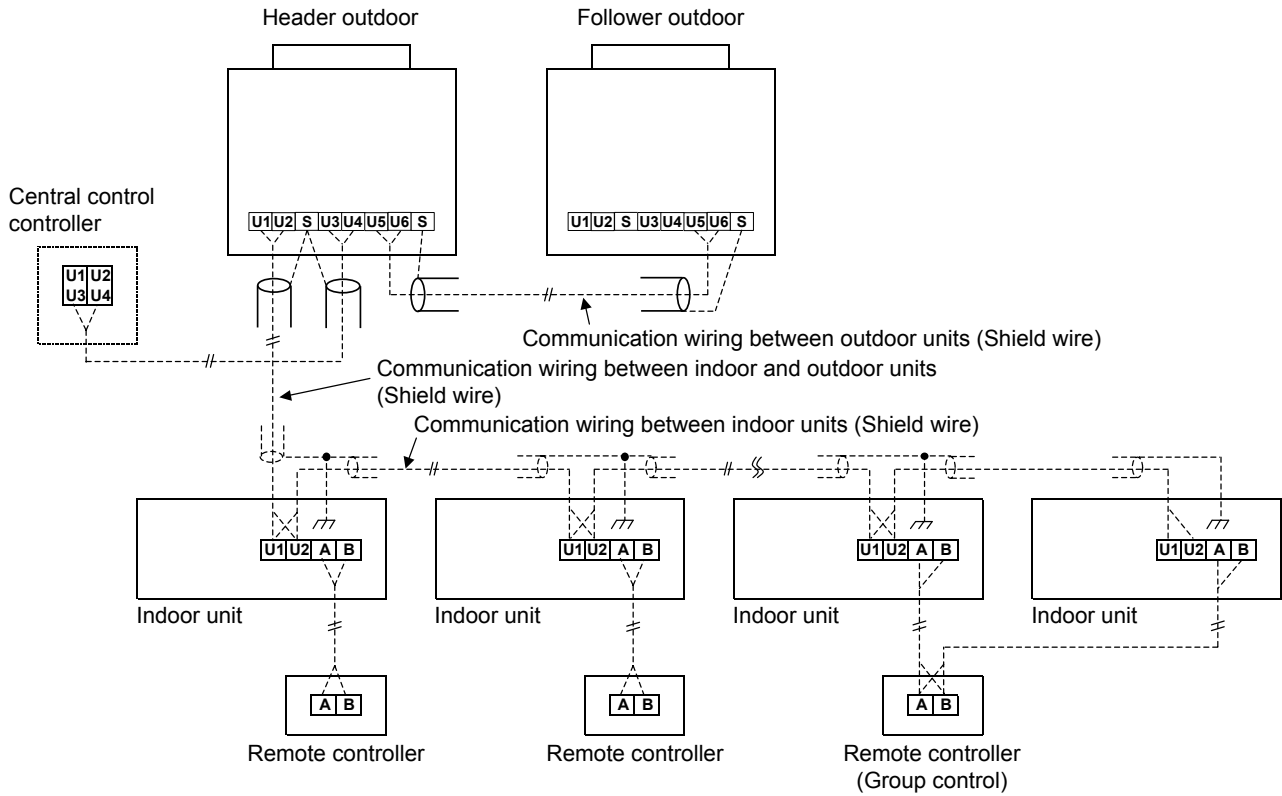 Header outdoor
Follower outdoor
U1 U2 S U3 U4 U5 U6 S
U1 U2 S U3 U4 U5 U6 S
Central control
controller
U1 U2
U3 U4
Communication wiring between outdoor units (Shield wire)
Communication wiring between indoor and outdoor units
(Shield wire)
Communication wiring between indoor units (Shield wire)
U1 U2 A B
U1 U2 A B
U1 U2 A B
U1 U2 A B
Indoor unit
Indoor unit
Indoor unit
Indoor unit
A B
A B
A B
Remote controller
Remote controller
Remote controller
(Group control)